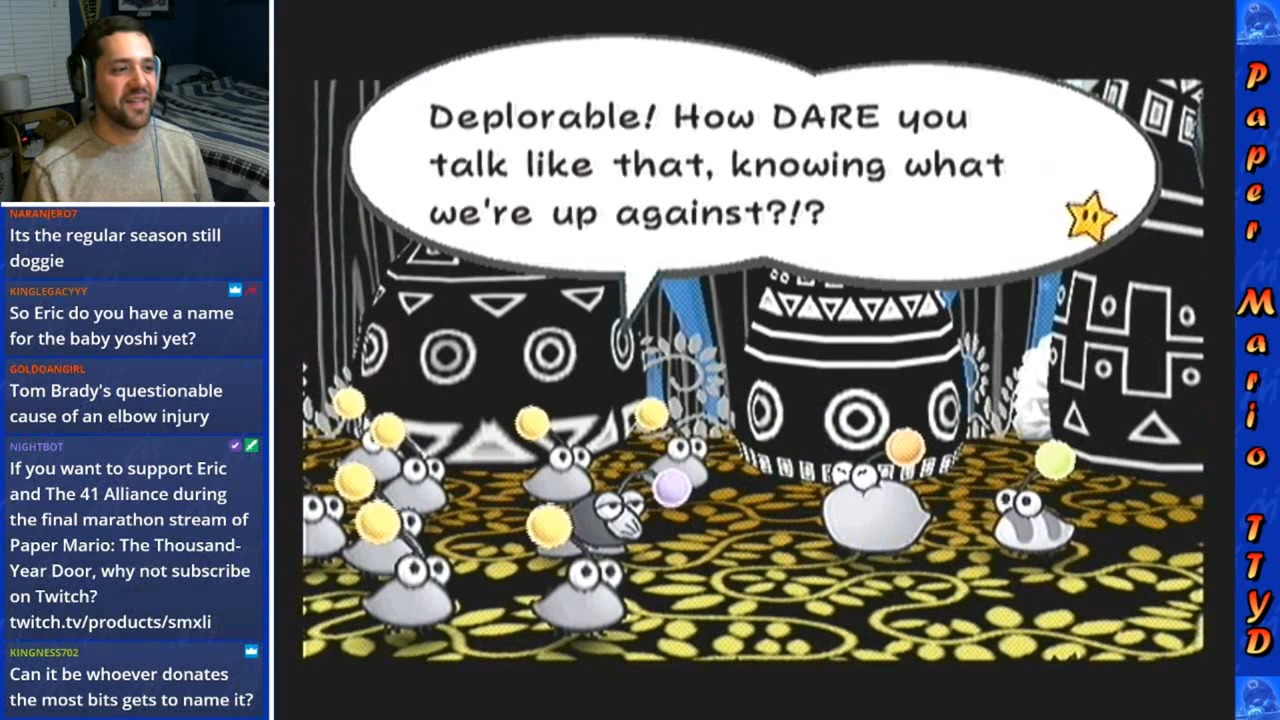 Deplorable! How DARE you
talk like that, knowing what
we're up against?!?
NARANJERO7
Its the regular season still
doggie
KINGLEGACYYY
So Eric do you have a name
for the baby yoshi yet?
GOLDOANGIRL
Tom Brady's questionable
cause of an elbow injury
NIGHTBOT
If you want to support Eric
and The 41 Alliance during
the final marathon stream of
Paper Mario: The Thousand-
Year Door, why not subscribe
on Twitch?
twitch.tv/products/smxli
KINGNESS702
Can it be whoever donates
the most bits gets to name it?
Paper Mario TTYD